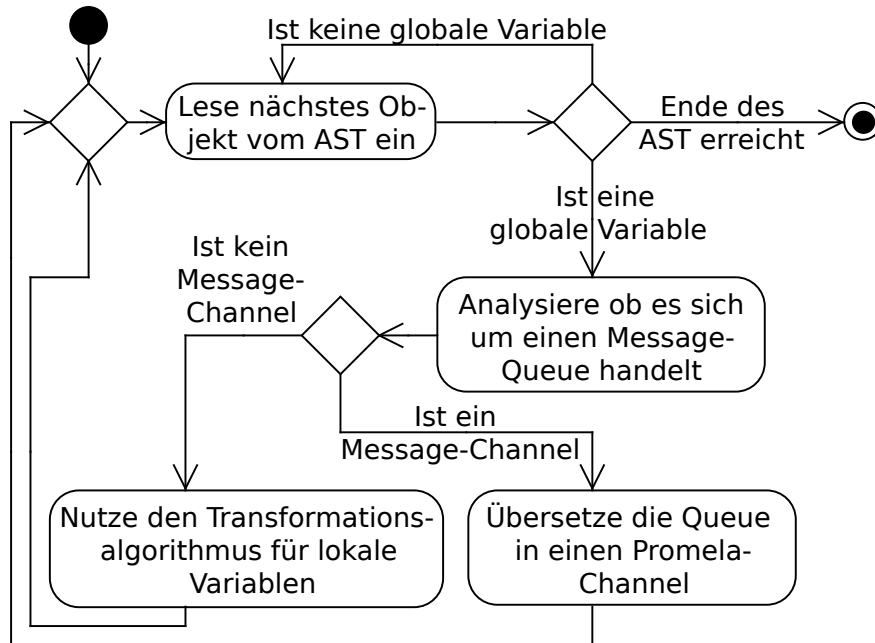 Ist keine globale Variable
Lese nächstes Ob-
jekt vom AST ein
Ende des
AST erreicht
Ist eine
globale Variable
Ist kein
Message-
Channel
Analysiere ob es sich
um einen Message-
Queue handelt
Ist ein
Message-Channel
Nutze den Transformations-
algorithmus für lokale
Variablen
Übersetze die Queue
in einen Promela-
Channel